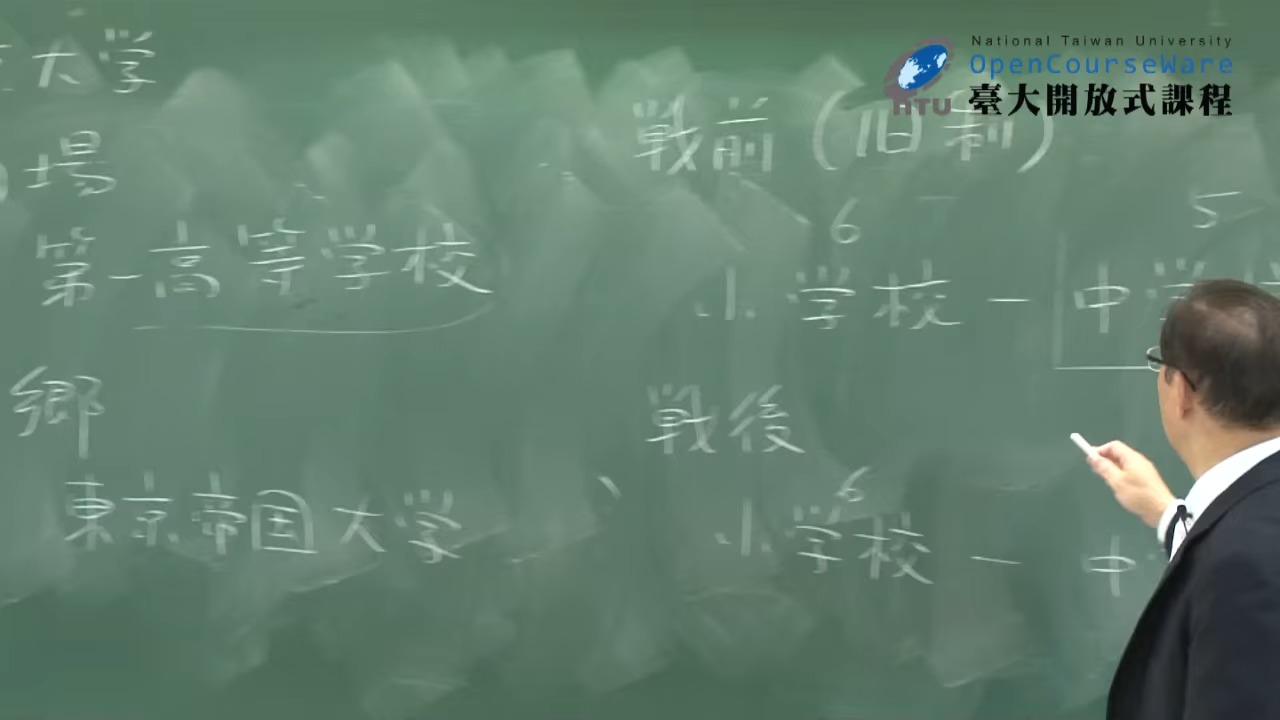 National Taiwan University
OpenCourseWare
臺大開放式課程
NTU
大学
場
第一高等学校
郷
東京帝国大学
戦前(旧制)
6 5
小学校 - 中学校
戦後
6
小学校 - 中